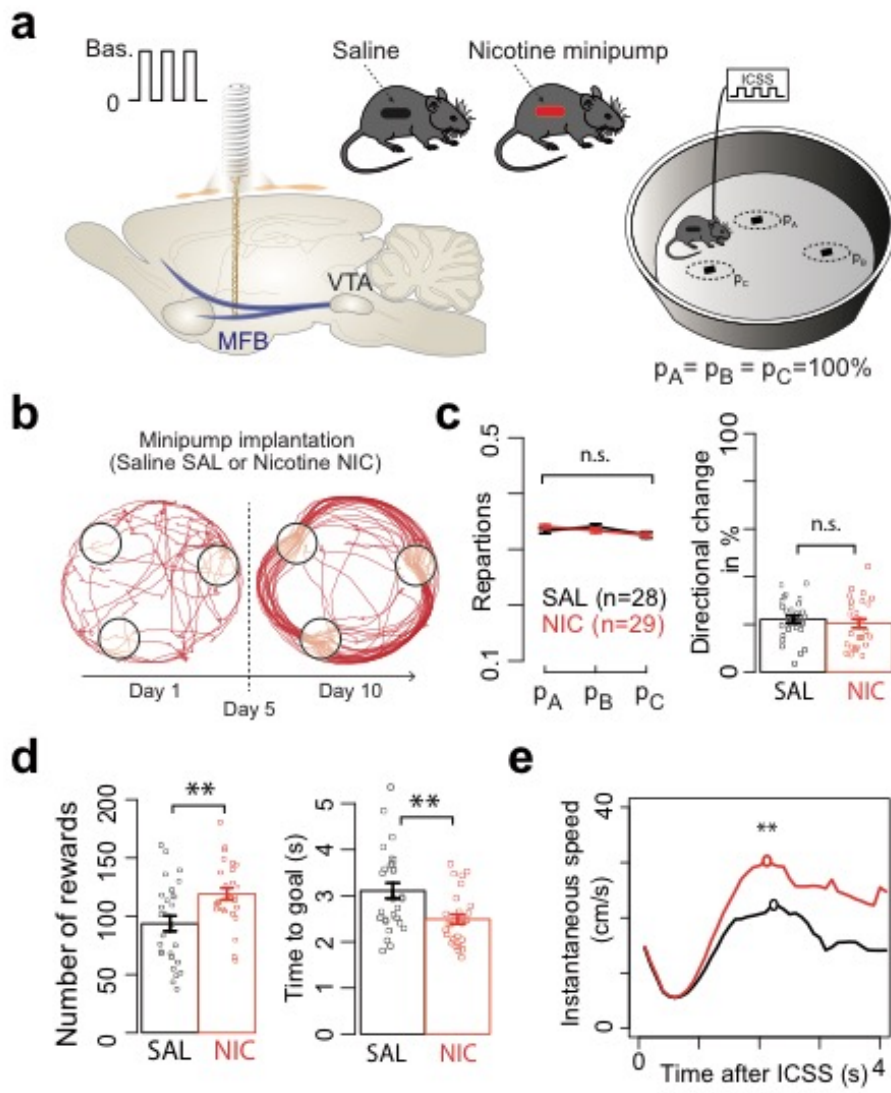 a
Bas.
0
Saline
Nicotine minipump
ICSS
VTA
MFB
pA
pB
pC
pA= pB = pC=100%
b
Minipump implantation
(Saline SAL or Nicotine NIC)
Day 1
Day 10
Day 5
c
0.5
Repartions
0.1
n.s.
SAL (n=28)
NIC (n=29)
pA pB pC
100
Directional change
in %
0
n.s.
SAL NIC
d
200
150
100
50
0
Number of rewards
**
SAL NIC
5
4
3
2
1
0
Time to goal (s)
**
SAL NIC
e
40
Instantaneous speed
(cm/s)
0
**
0
4
Time after ICSS (s)